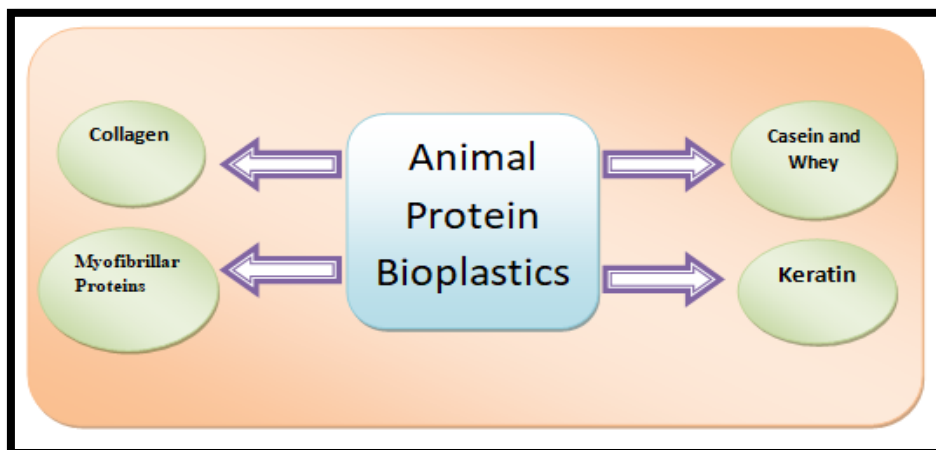 Collagen
Myofibrillar
Proteins
Animal
Protein
Bioplastics
Casein and
Whey
Keratin